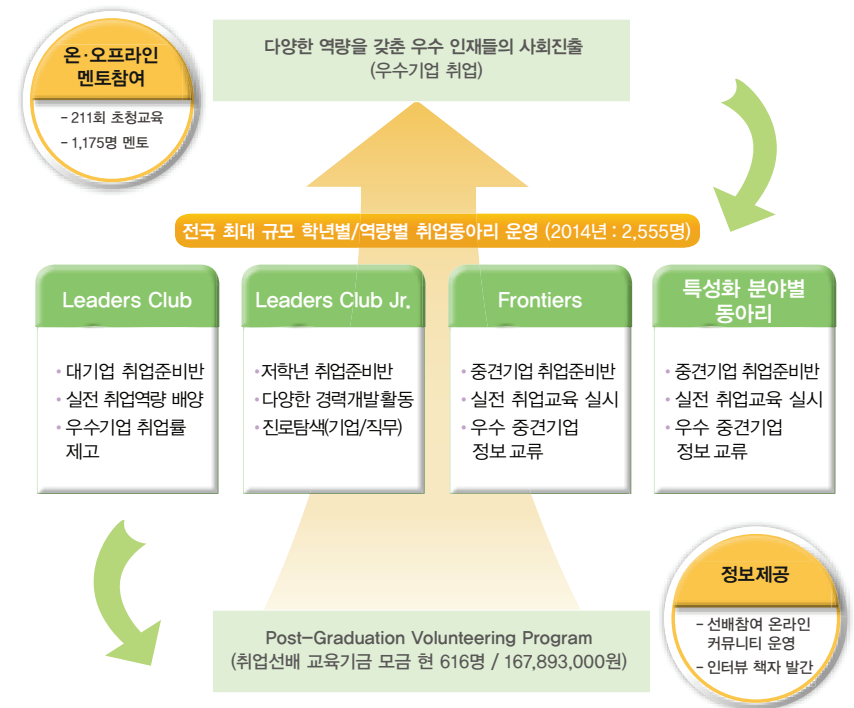 온·오프라인
멘토참여
- 211회 초청교육
- 1,175명 멘토
다양한 역량을 갖춘 우수 인재들의 사회진출
(우수기업 취업)
전국 최대 규모 학년별/역량별 취업동아리 운영 (2014년 : 2,555명)
Leaders Club
• 대기업 취업준비반
• 실전 취업역량 배양
• 우수기업 취업률
제고
Leaders Club Jr.
• 저학년 취업준비반
• 다양한 경력개발활동
• 진로탐색(기업/직무)
Frontiers
• 중견기업 취업준비반
• 실전 취업교육 실시
• 우수 중견기업
정보 교류
특성화 분야별
동아리
• 중견기업 취업준비반
• 실전 취업교육 실시
• 우수 중견기업
정보 교류
Post-Graduation Volunteering Program
(취업선배 교육기금 모금 현 616명 / 167,893,000원)
정보제공
- 선배참여 온라인
커뮤니티 운영
- 인터뷰 책자 발간